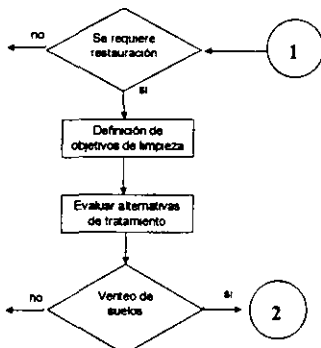 no
Se requiere
restauración
1
si
Definición de
objetivos de limpieza
Evaluar alternativas
de tratamiento
no
Venteo de
suelos
si
2